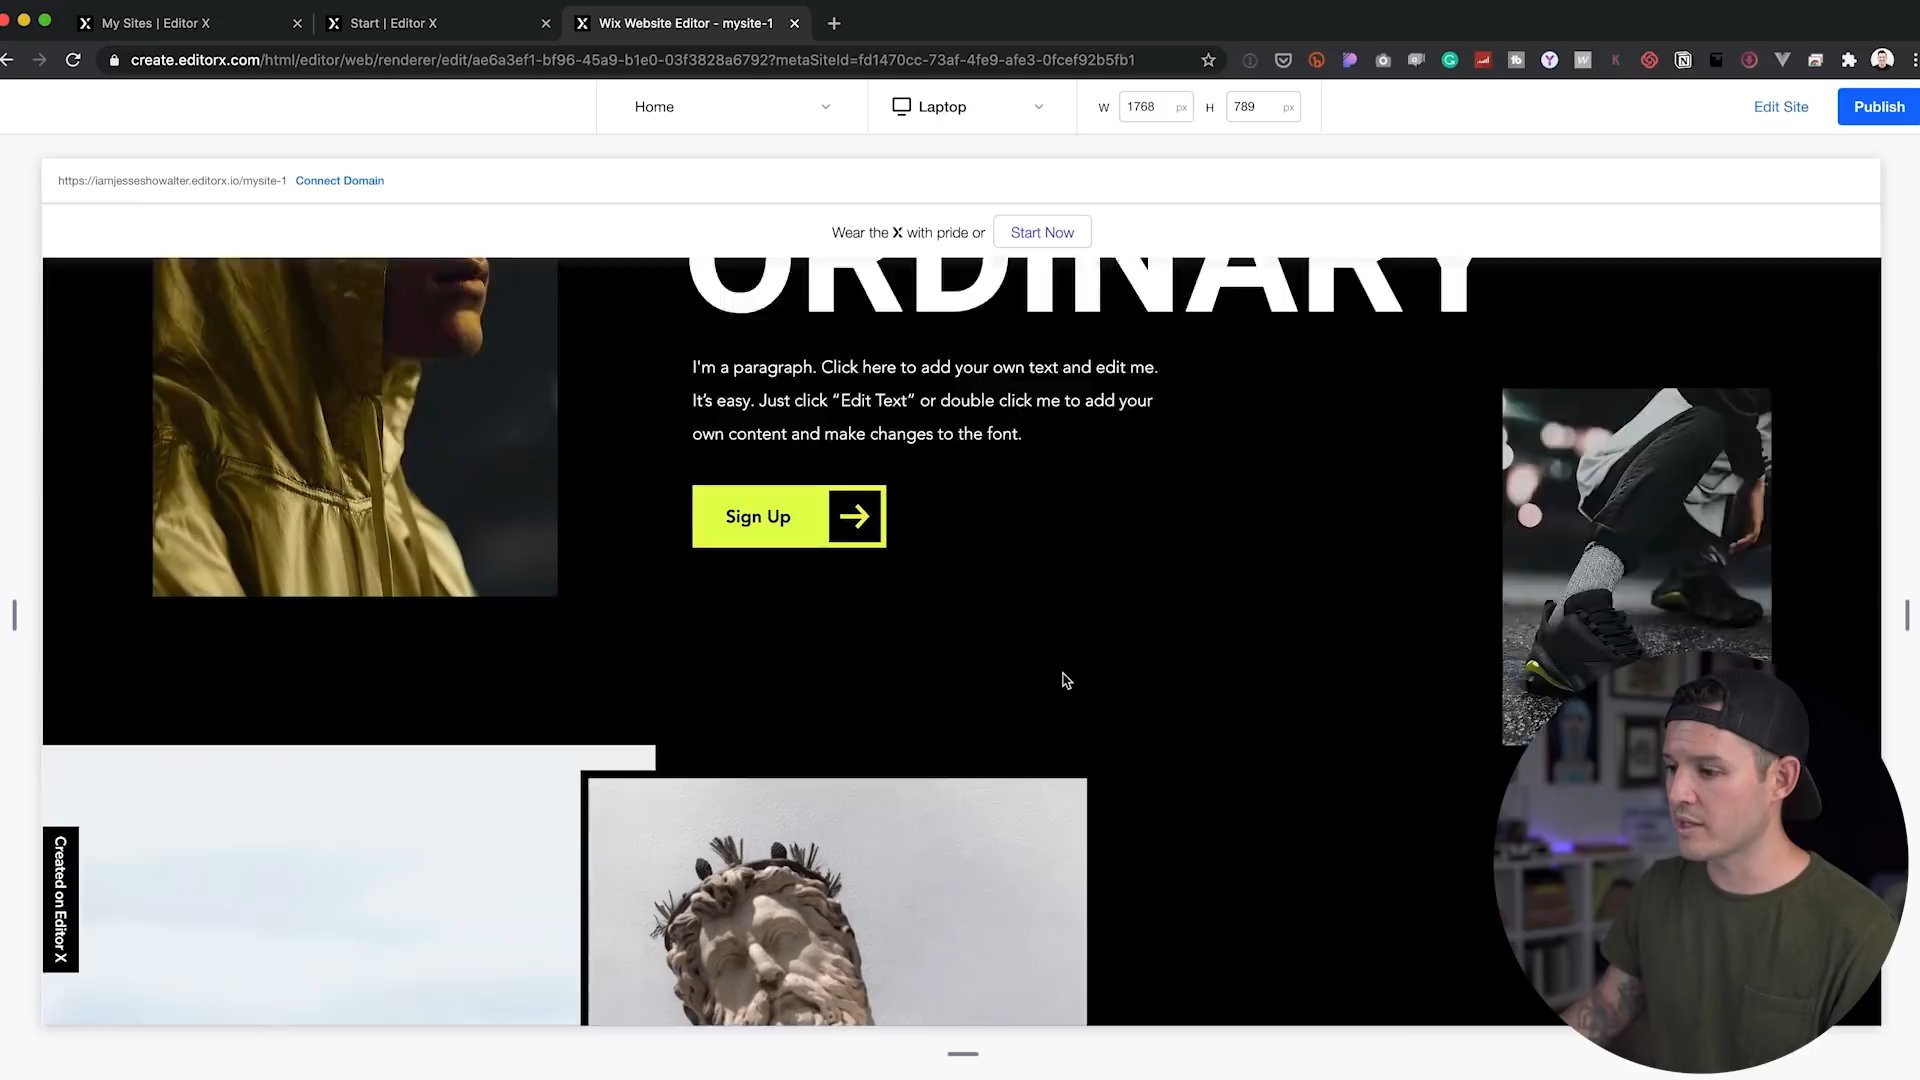 My Sites | Editor X
Start | Editor X
Wix Website Editor - mysite-1
create.editorx.com/html/editor/web/renderer/edit/ae6a3ef1-bf96-45a9-b1e0-03f3828a6792?metaSiteId=fd1470cc-73af-4fe9-afe3-0fcef92b5fb1
Home
Laptop
W 1768 px H 789 px
Edit Site
Publish
https://iamjesseshowalter.editorx.io/mysite-1 Connect Domain
Wear the X with pride or Start Now
ORDINARY
I'm a paragraph. Click here to add your own text and edit me.
It’s easy. Just click “Edit Text” or double click me to add your
own content and make changes to the font.
Sign Up
Created on Editor X